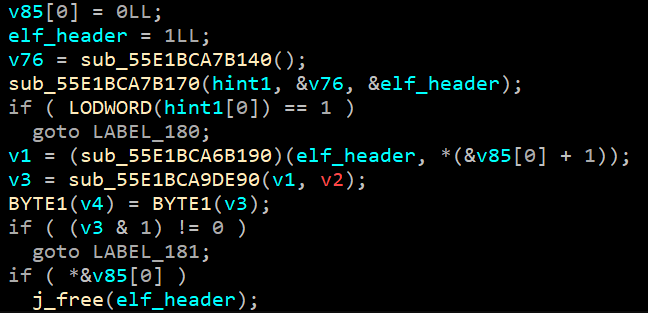 v85[0] = 0LL;
elf_header = 1LL;
v76 = sub_55E1BCA7B140();
sub_55E1BCA7B170(hint1, &v76, &elf_header);
if ( LODWORD(hint1[0]) == 1 )
goto LABEL_180;
v1 = (sub_55E1BCA6B190)(elf_header, *(&v85[0] + 1));
v3 = sub_55E1BCA9DE90(v1, v2);
BYTE1(v4) = BYTE1(v3);
if ( (v3 & 1) != 0 )
goto LABEL_181;
if ( *&v85[0] )
j_free(elf_header);